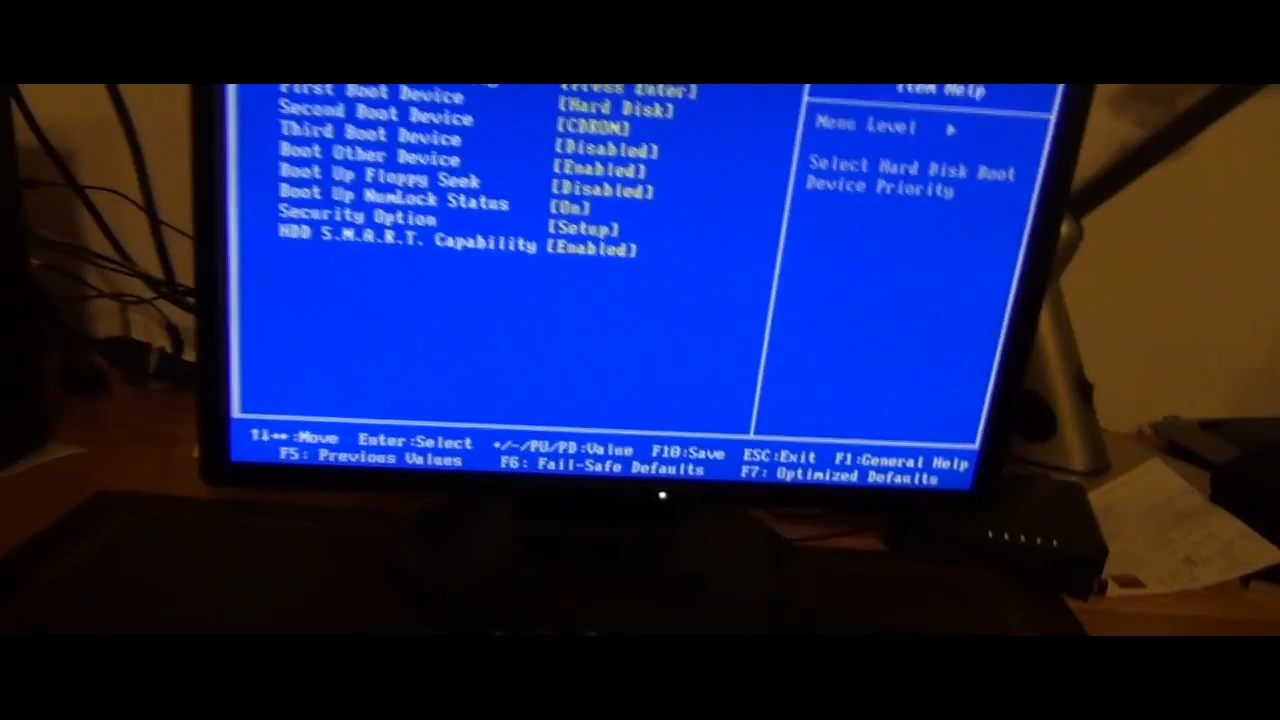 [Press Enter]
First Boot Device [Hard Disk]
Second Boot Device [CDROM]
Third Boot Device [Disabled]
Boot Other Device [Enabled]
Boot Up Floppy Seek [Disabled]
Boot Up NumLock Status [On]
Security Option [Setup]
HDD S.M.A.R.T. Capability [Enabled]
Item Help
Menu Level ▶
Select Hard Disk Boot
Device Priority
↑↓→←:Move Enter:Select +/-/PU/PD:Value F10:Save ESC:Exit F1:General Help
F5: Previous Values F6: Fail-Safe Defaults F7: Optimized Defaults